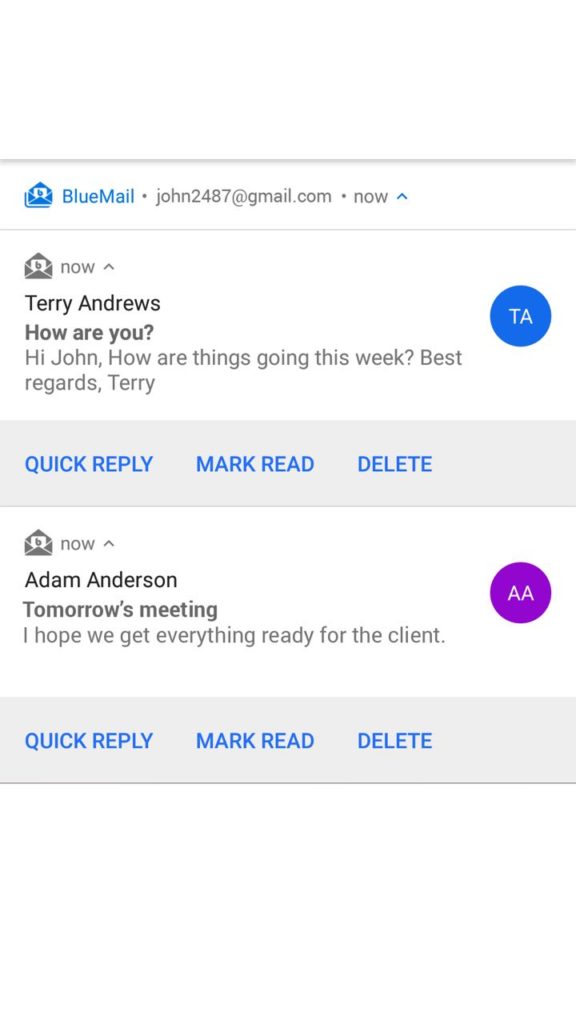 BlueMail • john2487@gmail.com • now
now
Terry Andrews
How are you?
TA
Hi John, How are things going this week? Best
regards, Terry
QUICK REPLY MARK READ DELETE
now
Adam Anderson
AA
Tomorrow's meeting
I hope we get everything ready for the client.
QUICK REPLY MARK READ DELETE